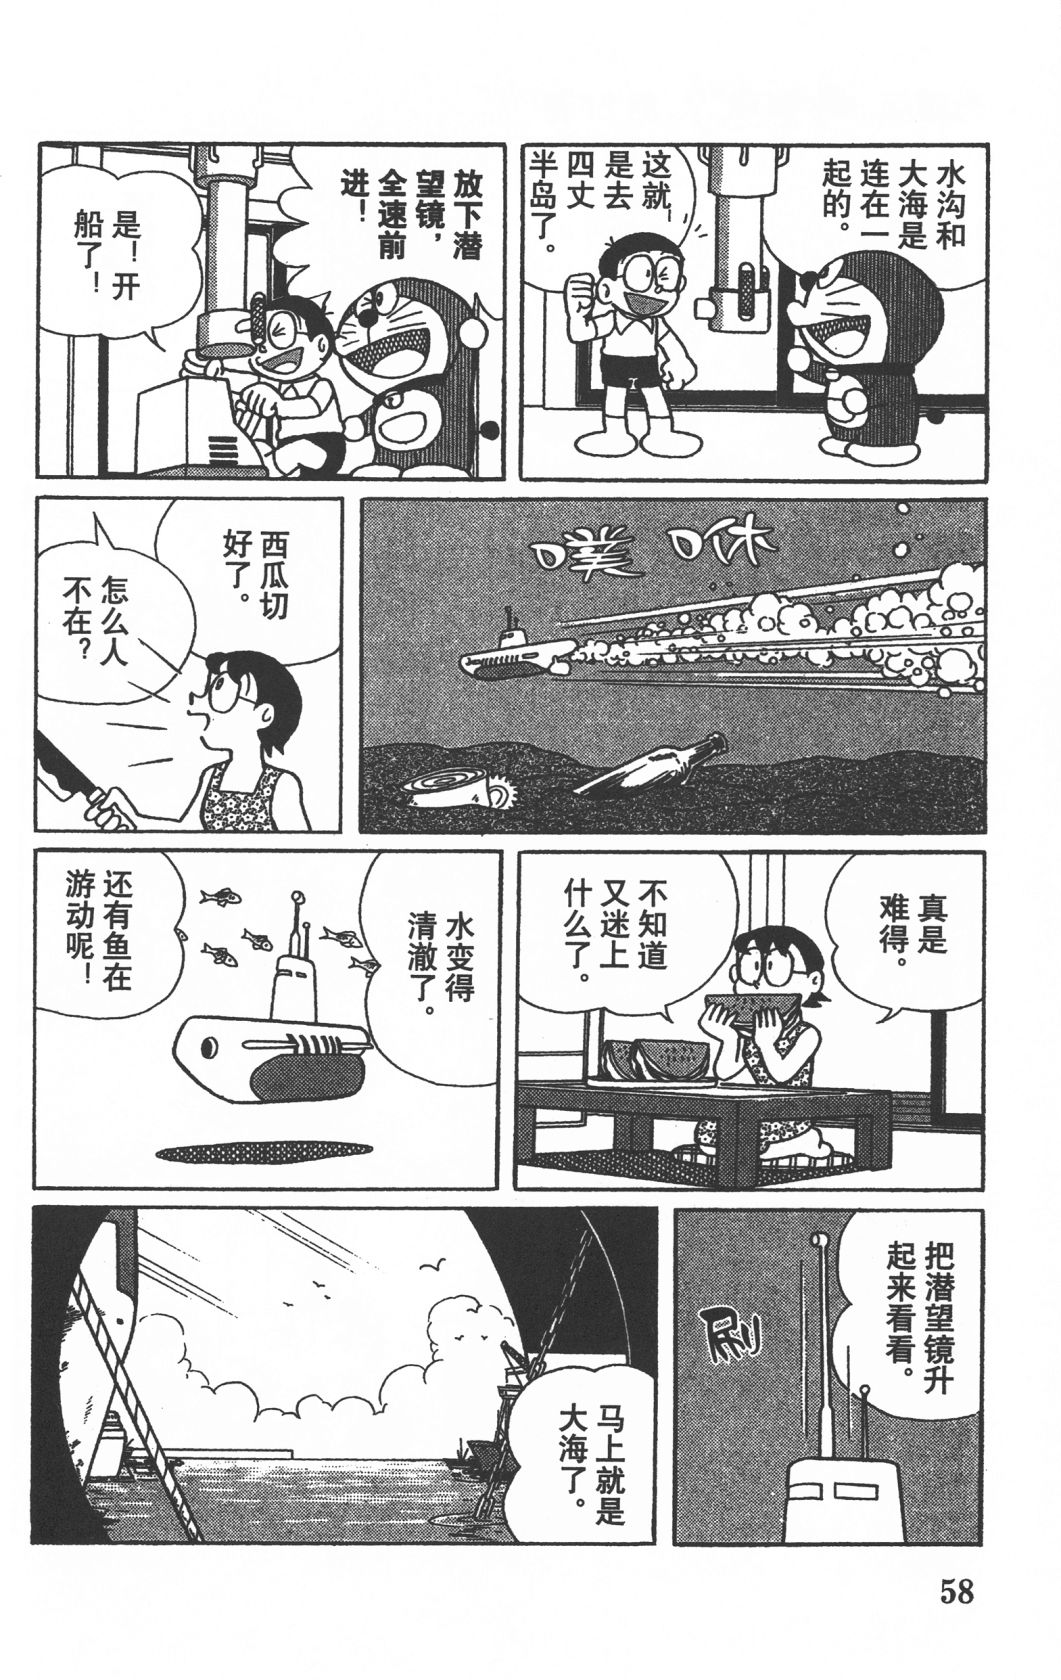 水沟和
大海是
连在一
起的。
这就
是去
四丈
半岛了。
放下潜
望镜，
全速前
进！
是！开
船了！
噗 咻
西瓜切
好了。
怎么人
不在？
真是
难得。
不知道
又迷上
什么了。
水变得
清澈了。
还有鱼在
游动呢！
把潜望镜升
起来看看。
刷
马上就是
大海了。
58